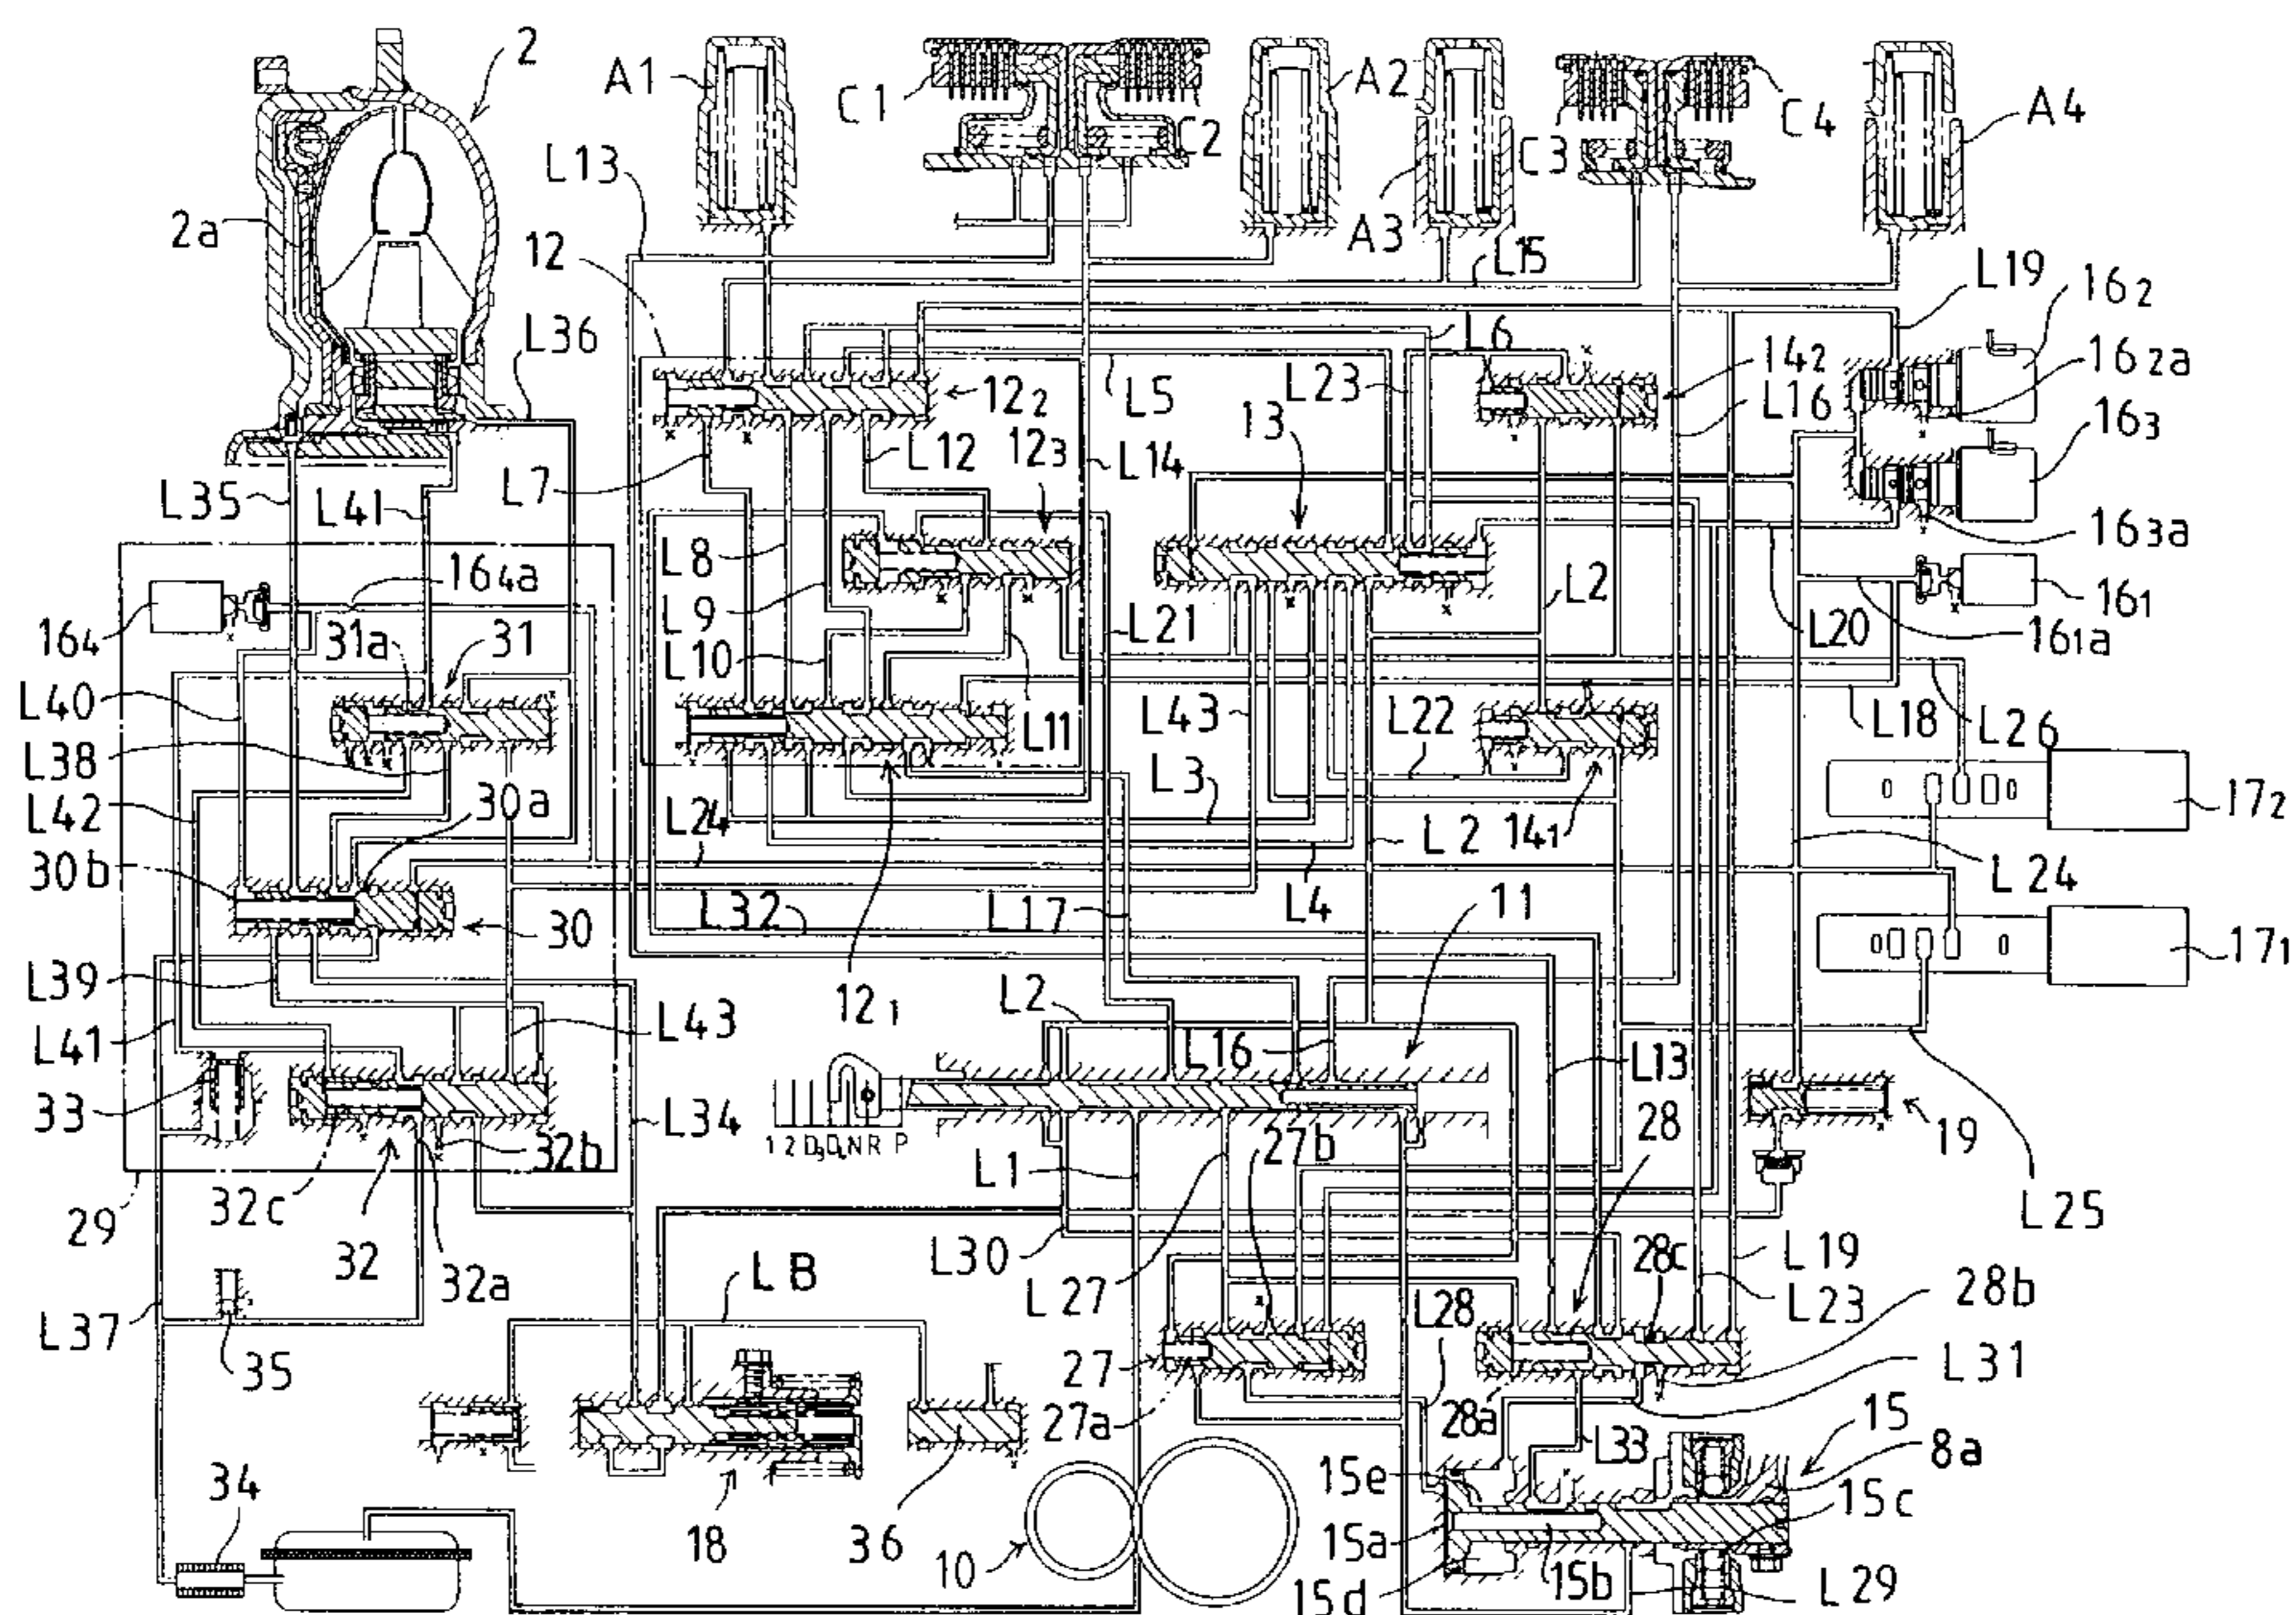 2
A1
C1
C2
A2
A3
C3
C4
A4
L13
2a
12
L15
L19
16₂
L36
L6
L23
14₂
16₂a
12₂
L5
L16
13
16₃
L12
12₃
L14
L7
L35
L41
16₃a
16₄a
L8
L2
16₁
L9
L21
L20
16₁a
16₄
31a
31
L10
L40
L43
L22
L11
L18
L26
L38
L3
17₂
L42
30a
L24
L2
14₁
30b
L4
L24
L32
L17
11
30
17₁
L39
12₁
L2
L43
L41
L16
L13
28
33
L34
12D₃D₄NRP
27b
19
32b
L1
29
32c
L25
32
32a
L30
L27
28c
L19
LB
L28
L23
28b
L37
35
27
27a
28a
L31
L33
15
8a
34
15e
18
36
10
15a
15c
15d
15b
L29